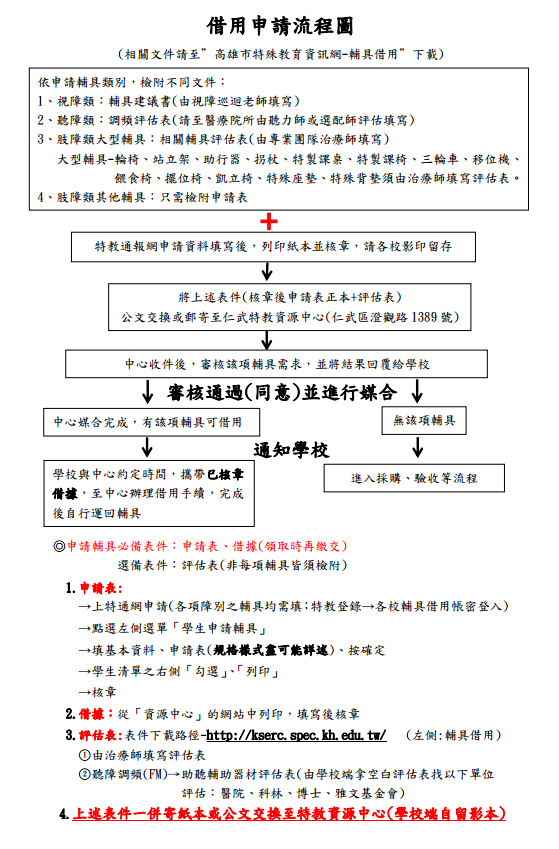 借用申請流程圖
(相關文件請至”高雄市特殊教育資訊網-輔具借用”下載)
依申請輔具類別，檢附不同文件：
1、視障類：輔具建議書(由視障巡迴老師填寫)
2、聽障類：調頻評估表(請至醫療院所由聽力師或選配師評估填寫)
3、肢障類大型輔具：相關輔具評估表(由專業團隊治療師填寫)
大型輔具-輪椅、站立架、助行器、拐杖、特製課桌、特製課椅、三輪車、移位機、
餵食椅、擺位椅、凱立椅、特殊座墊、特殊背墊須由治療師填寫評估表。
4、肢障類其他輔具：只需檢附申請表
+
特教通報網申請資料填寫後，列印紙本並核章，請各校影印留存
將上述表件(核章後申請表正本+評估表)
公文交換或郵寄至仁武特教資源中心(仁武區澄觀路1389號)
中心收件後，審核該項輔具需求，並將結果回覆給學校
審核通過(同意)並進行媒合
中心媒合完成，有該項輔具可借用
無該項輔具
通知學校
學校與中心約定時間，攜帶已核章
借據，至中心辦理借用手續，完成
後自行運回輔具
進入採購、驗收等流程
◎申請輔具必備表件：申請表、借據(領取時再繳交)
選備表件：評估表(非每項輔具皆須檢附)
1.申請表:
→上特通網申請(各項障別之輔具均需填;特教登錄→各校輔具借用帳密登入)
→點選左側選單「學生申請輔具」
→填基本資料、申請表(規格樣式盡可能詳述)、按確定
→學生清單之右側「勾選」、「列印」
→核章
2.借據：從「資源中心」的網站中列印，填寫後核章
3.評估表:表件下載路徑-http://kserc.spec.kh.edu.tw/ (左側:輔具借用)
①由治療師填寫評估表
②聽障調頻(FM)→助聽輔助器材評估表(由學校端拿空白評估表找以下單位
評估：醫院、科林、博士、雅文基金會)
4.上述表件一併寄紙本或公文交換至特教資源中心(學校端自留影本)